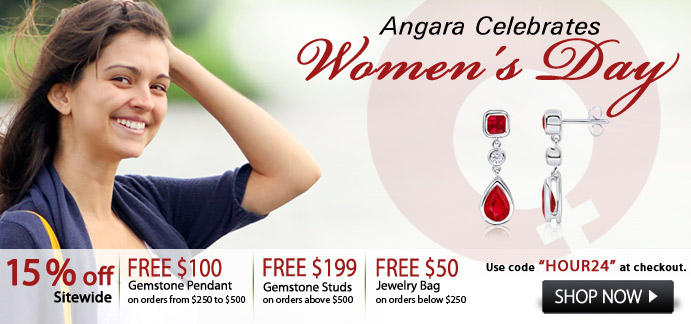 Angara Celebrates
Women's Day
15% off
Sitewide
FREE $100
Gemstone Pendant
on orders from $250 to $500
FREE $199
Gemstone Studs
on orders above $500
FREE $50
Jewelry Bag
on orders below $250
Use code "HOUR24" at checkout.
SHOP NOW